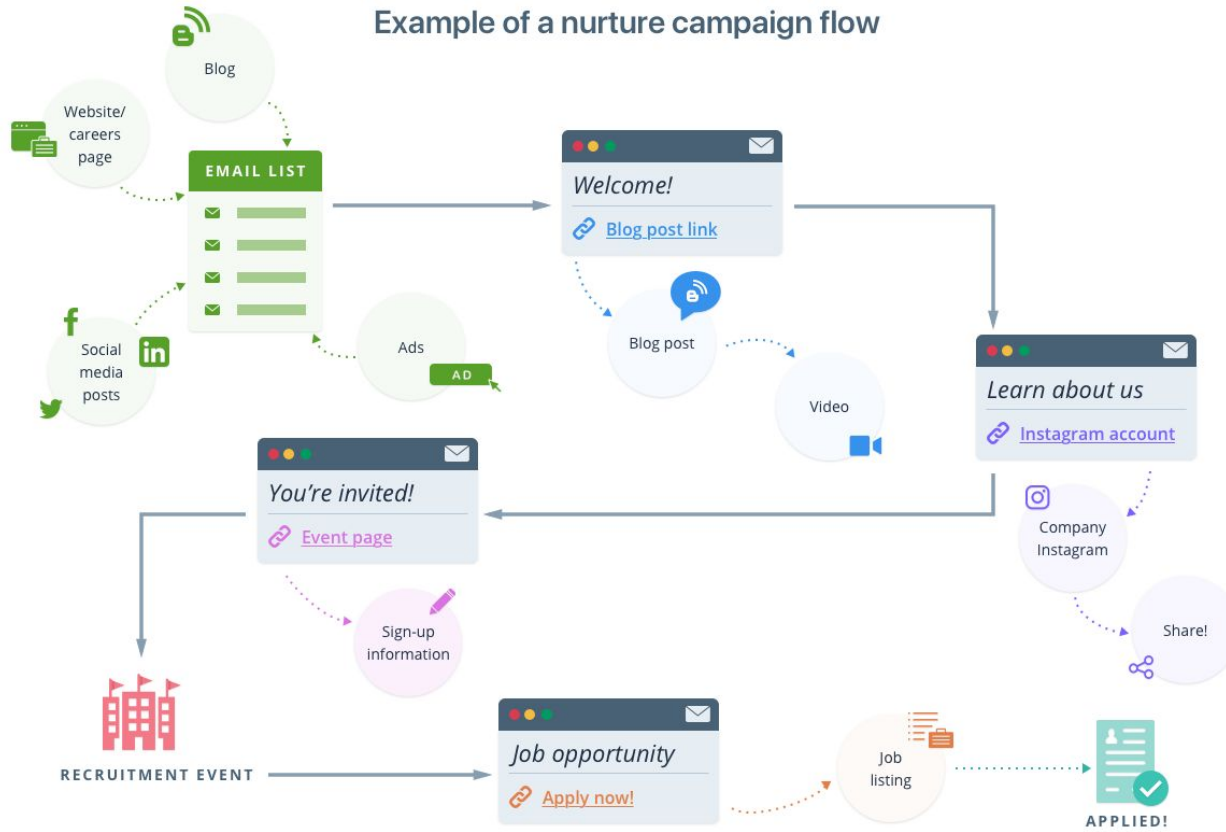 Example of a nurture campaign flow
Blog
Website/
careers
page
EMAIL LIST
Social
media
posts
Ads
AD
Welcome!
Blog post link
Blog post
Video
Learn about us
Instagram account
Company
Instagram
Share!
You're invited!
Event page
Sign-up
information
RECRUITMENT EVENT
Job opportunity
Apply now!
Job
listing
APPLIED!